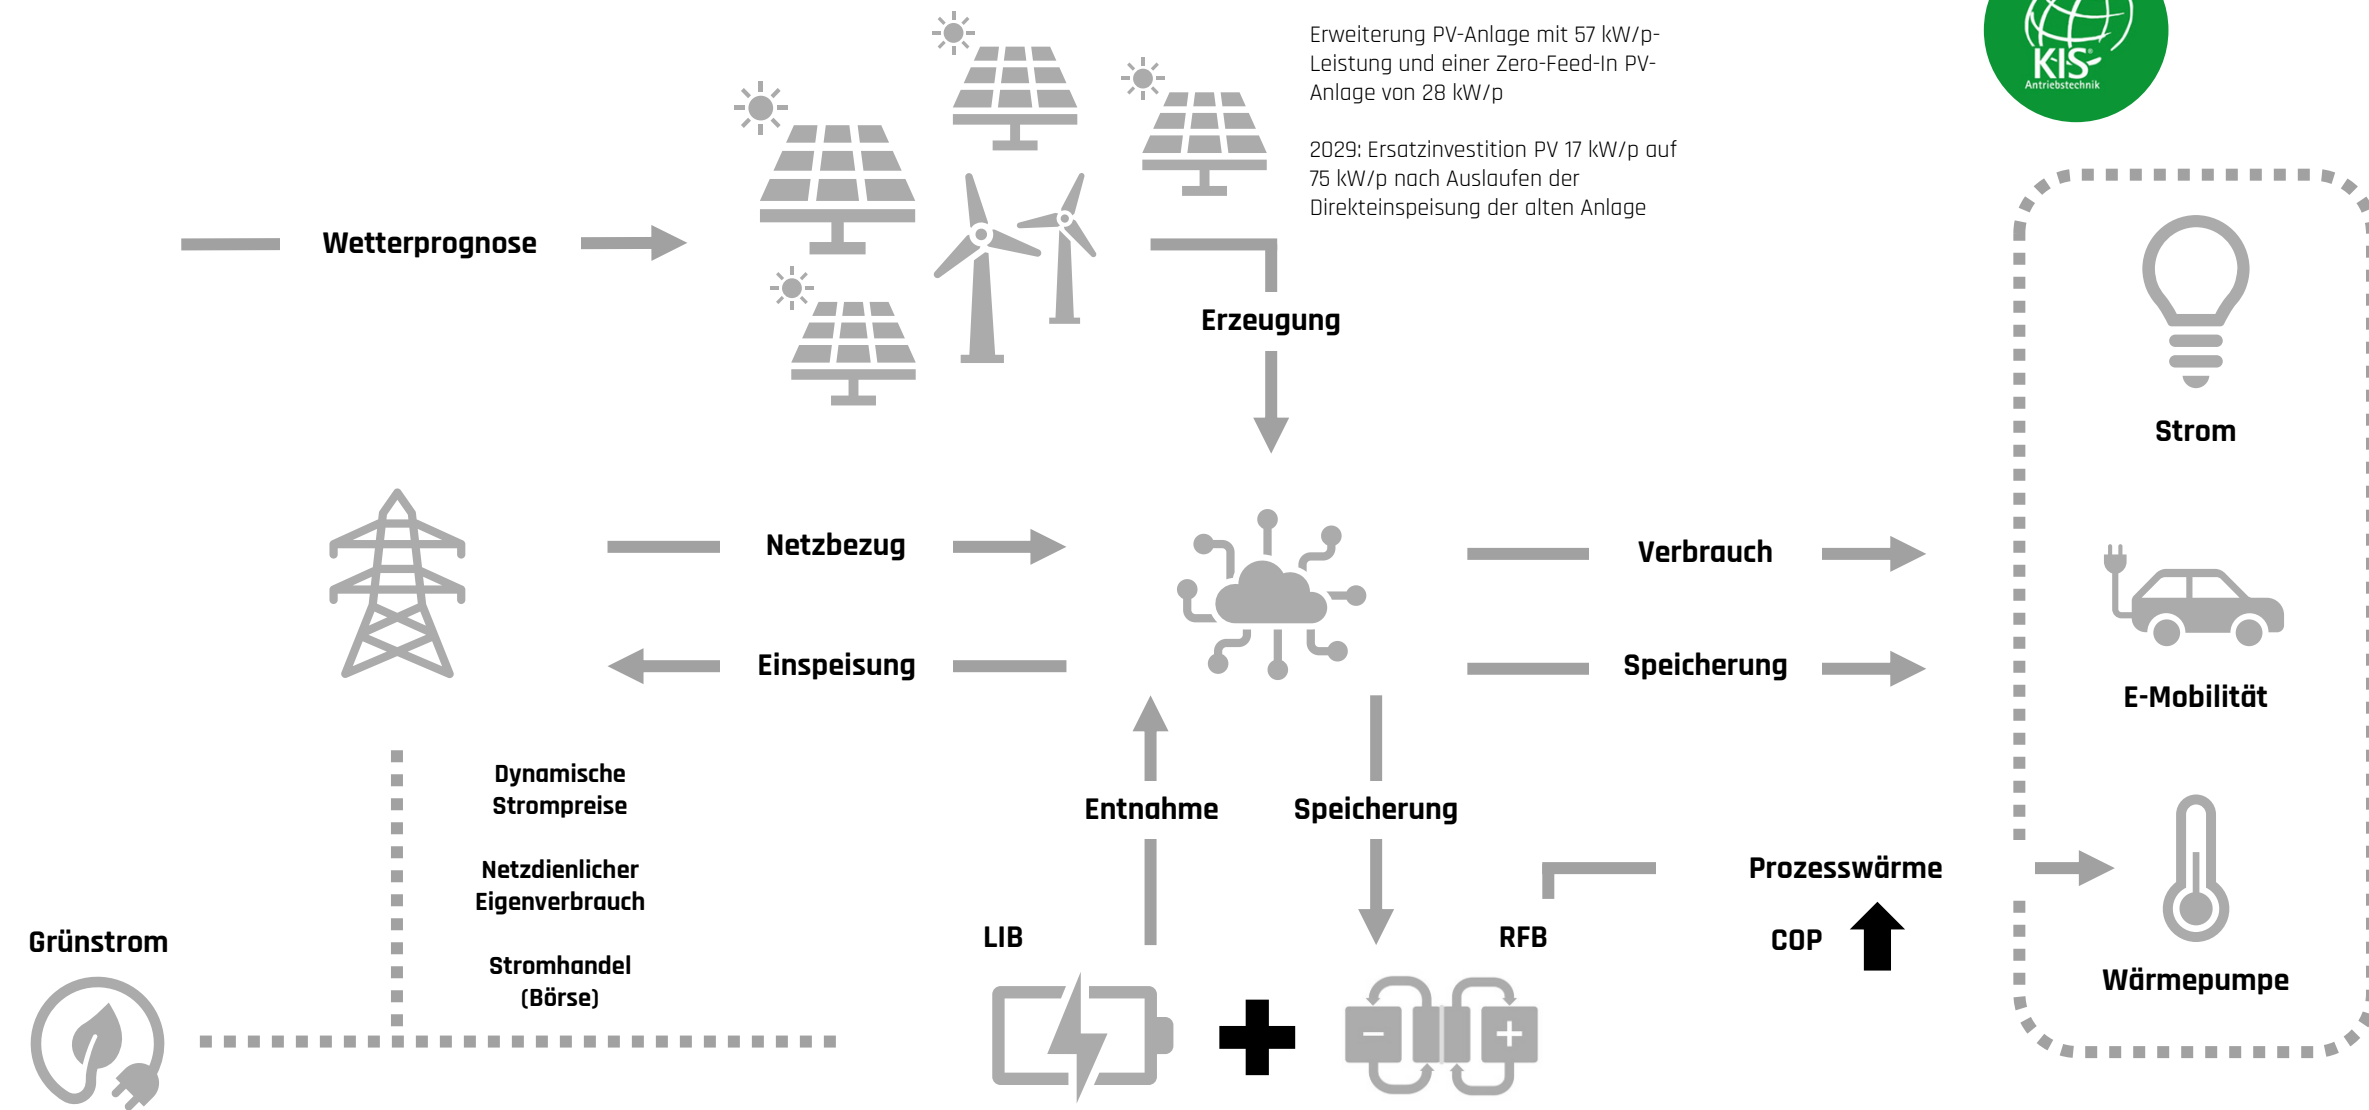 Erweiterung PV-Anlage mit 57 kW/p-
Leistung und einer Zero-Feed-In PV-
Anlage von 28 kW/p
2029: Ersatzinvestition PV 17 kW/p auf
75 kW/p nach Auslaufen der
Direkteinspeisung der alten Anlage
KIS®
Antriebstechnik
Wetterprognose
Erzeugung
Strom
Netzbezug
Verbrauch
Einspeisung
Speicherung
E-Mobilität
Dynamische
Strompreise
Entnahme
Speicherung
Netzdienlicher
Eigenverbrauch
Prozesswärme
Grünstrom
LIB
RFB
COP
Stromhandel
(Börse)
Wärmepumpe